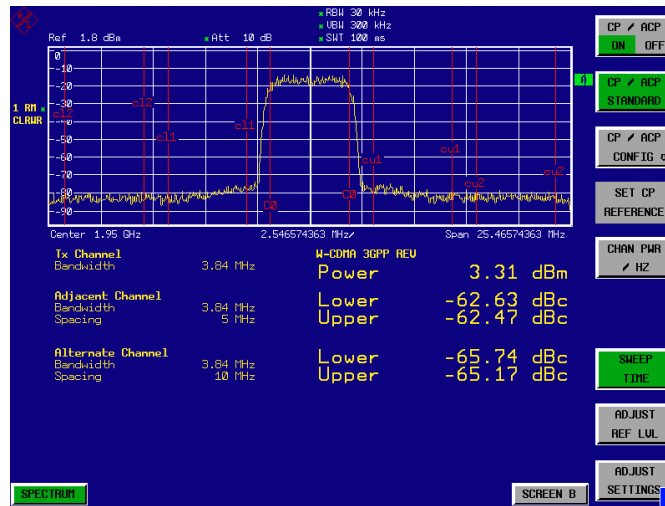 *RBW 30 kHz
*VBW 300 kHz
Ref 1.8 dBm *Att 10 dB *SWT 100 ms
0
-10
-20
-30
-40
-50
-60
-70
-80
-90
1 RM *
CLRWR
A
cl2
cl2
cl1
cl1
C0
C0
cu1
cu1
cu2
cu2
Center 1.95 GHz 2.546574363 MHz/ Span 25.46574363 MHz
Tx Channel W-CDMA 3GPP REV
Bandwidth 3.84 MHz
Power 3.31 dBm
Adjacent Channel
Bandwidth 3.84 MHz
Spacing 5 MHz
Lower -62.63 dBc
Upper -62.47 dBc
Alternate Channel
Bandwidth 3.84 MHz
Spacing 10 MHz
Lower -65.74 dBc
Upper -65.17 dBc
SPECTRUM
SCREEN B
CP / ACP
ON OFF
CP / ACP
STANDARD
CP / ACP
CONFIG
SET CP
REFERENCE
CHAN PWR
/ HZ
SWEEP
TIME
ADJUST
REF LVL
ADJUST
SETTINGS